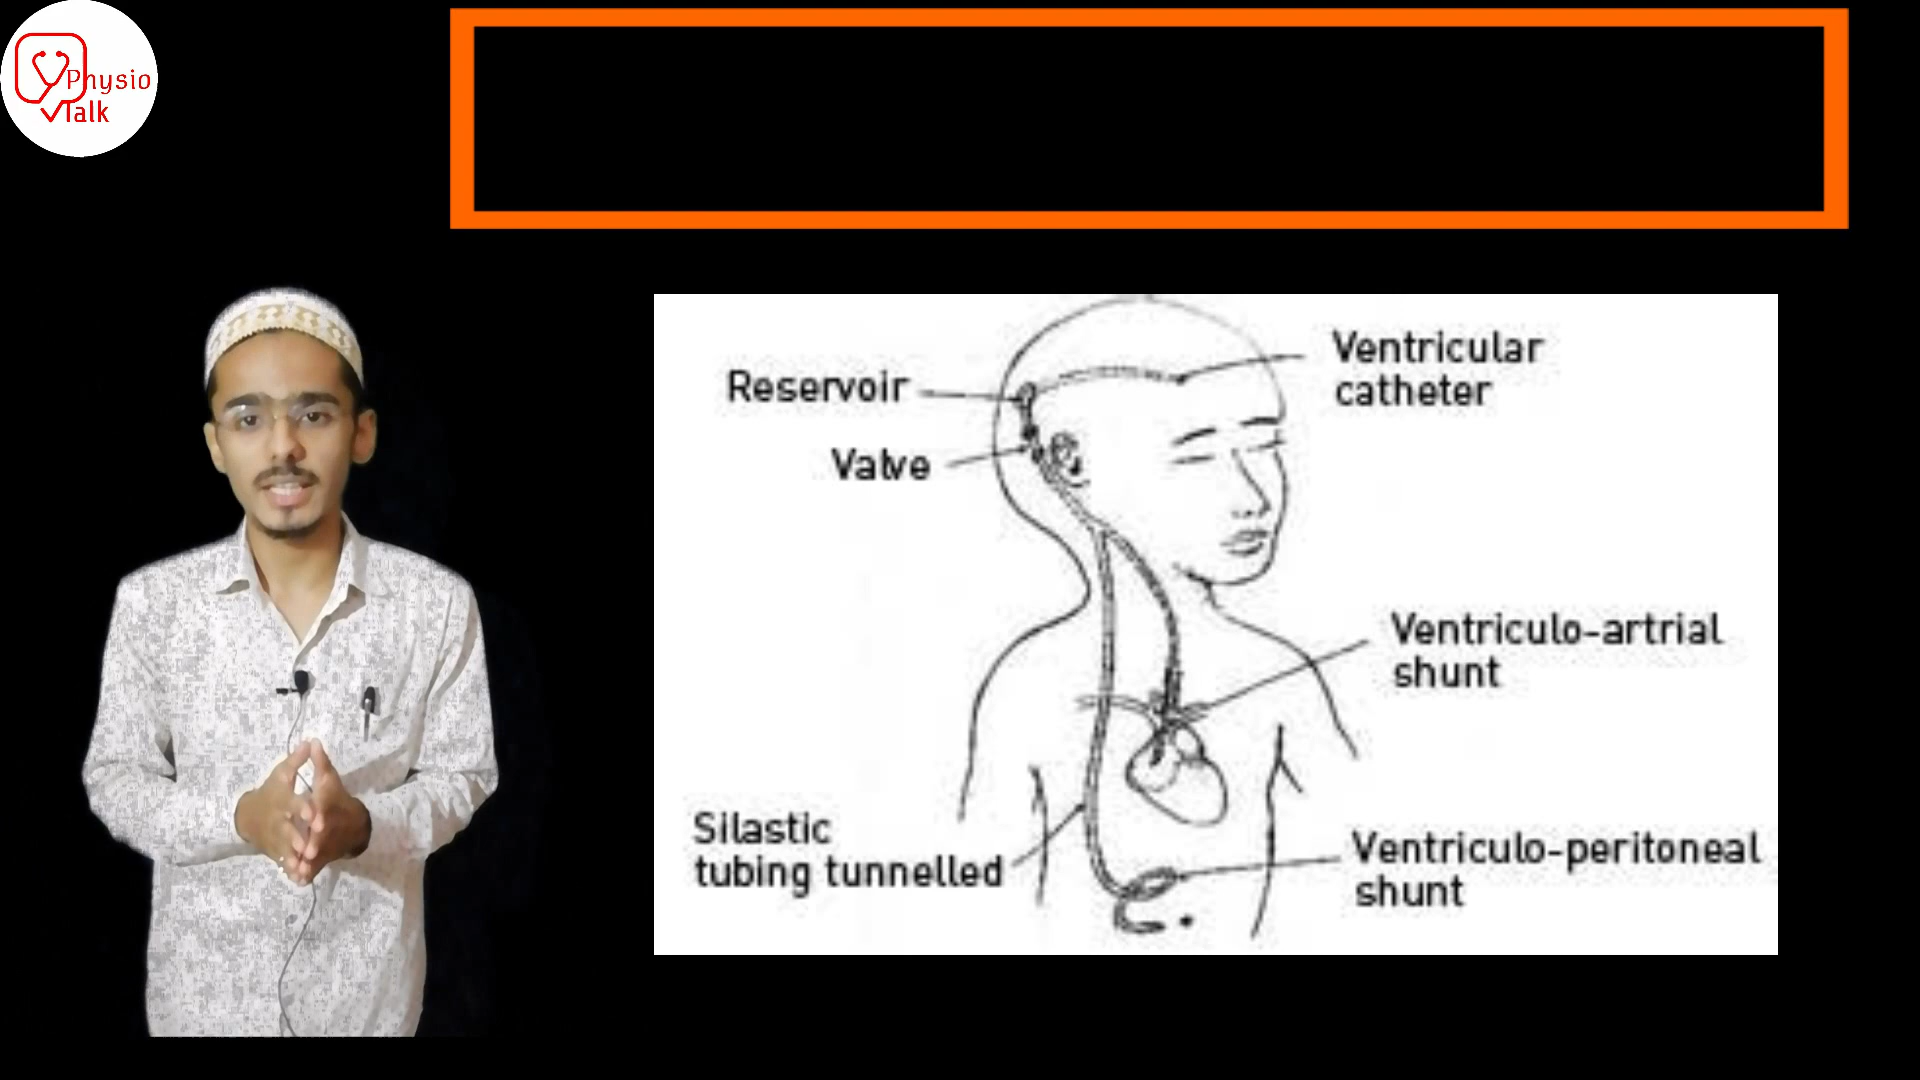 Physio
Talk
Reservoir
Valve
Ventricular
catheter
Ventriculo-artrial
shunt
Silastic
tubing tunnelled
Ventriculo-peritoneal
shunt